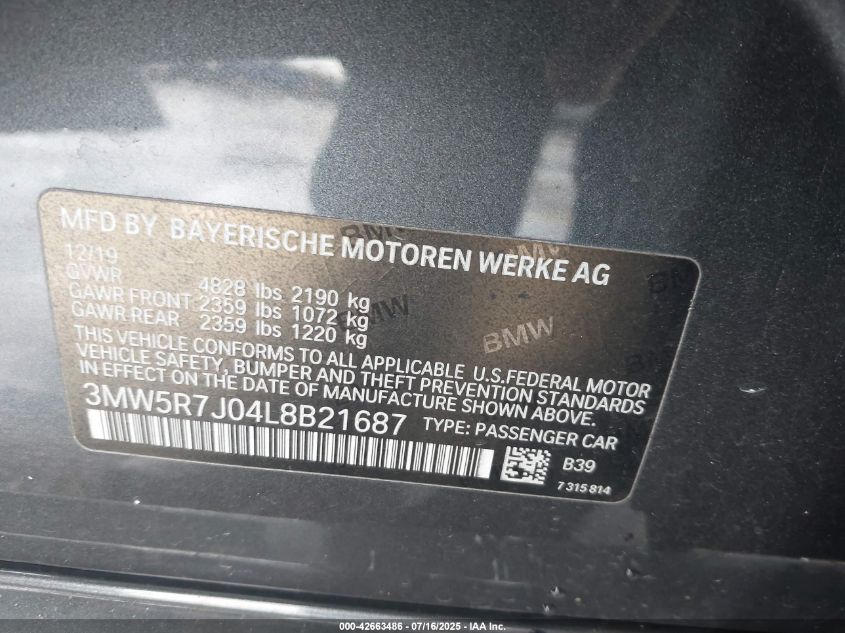 MFD BY BAYERISCHE MOTOREN WERKE AG
12/19
GVWR 4828 lbs 2190 kg
GAWR FRONT 2359 lbs 1072 kg
GAWR REAR 2359 lbs 1220 kg
THIS VEHICLE CONFORMS TO ALL APPLICABLE U.S.FEDERAL MOTOR
VEHICLE SAFETY, BUMPER AND THEFT PREVENTION STANDARDS
IN EFFECT ON THE DATE OF MANUFACTURE SHOWN ABOVE.
3MW5R7J04L8B21687 TYPE: PASSENGER CAR
B39
7 315 814
BMW
BMW
BMW
000-42663486 - 07/16/2025 - IAA Inc.